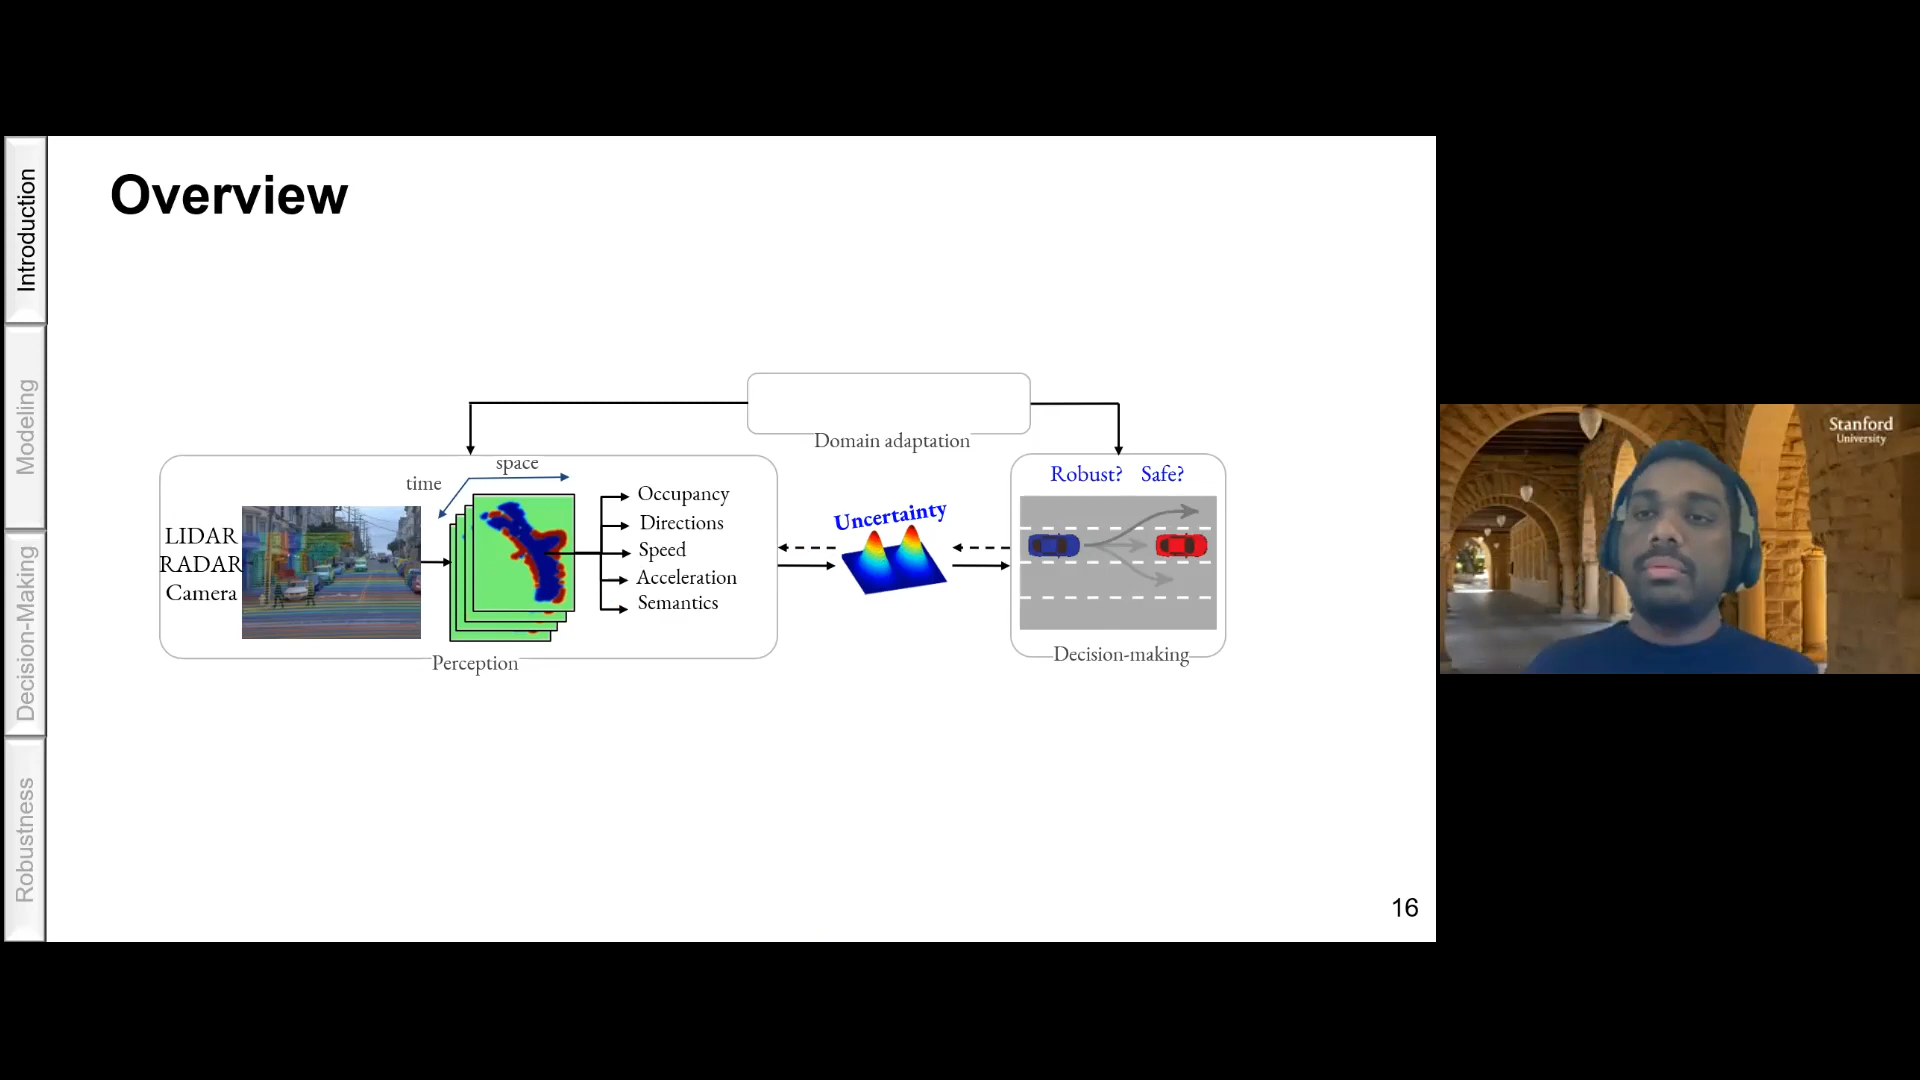 Introduction
Modeling
Decision-Making
Robustness
Overview
Domain adaptation
space
time
LIDAR
RADAR
Camera
Occupancy
Directions
Speed
Acceleration
Semantics
Perception
Uncertainty
Robust? Safe?
Decision-making
16
Stanford
University